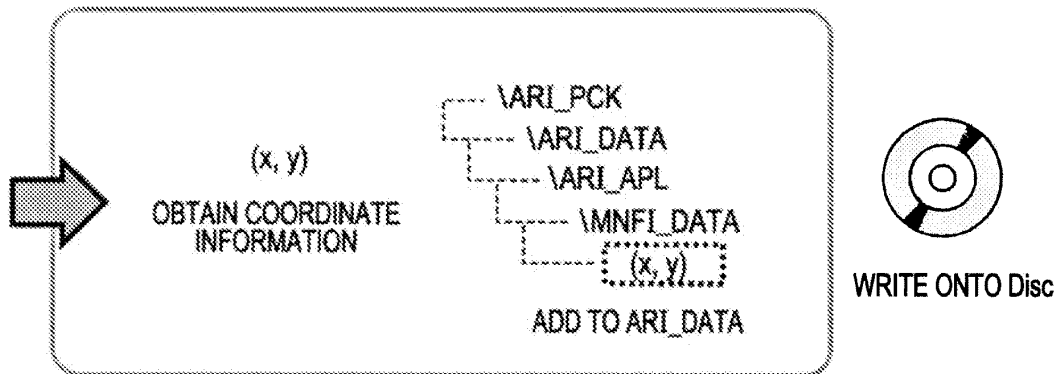 (x, y)
OBTAIN COORDINATE
INFORMATION
\ARI_PCK
\ARI_DATA
\ARI_APL
\MNFI_DATA
(x, y)
ADD TO ARI_DATA
WRITE ONTO Disc